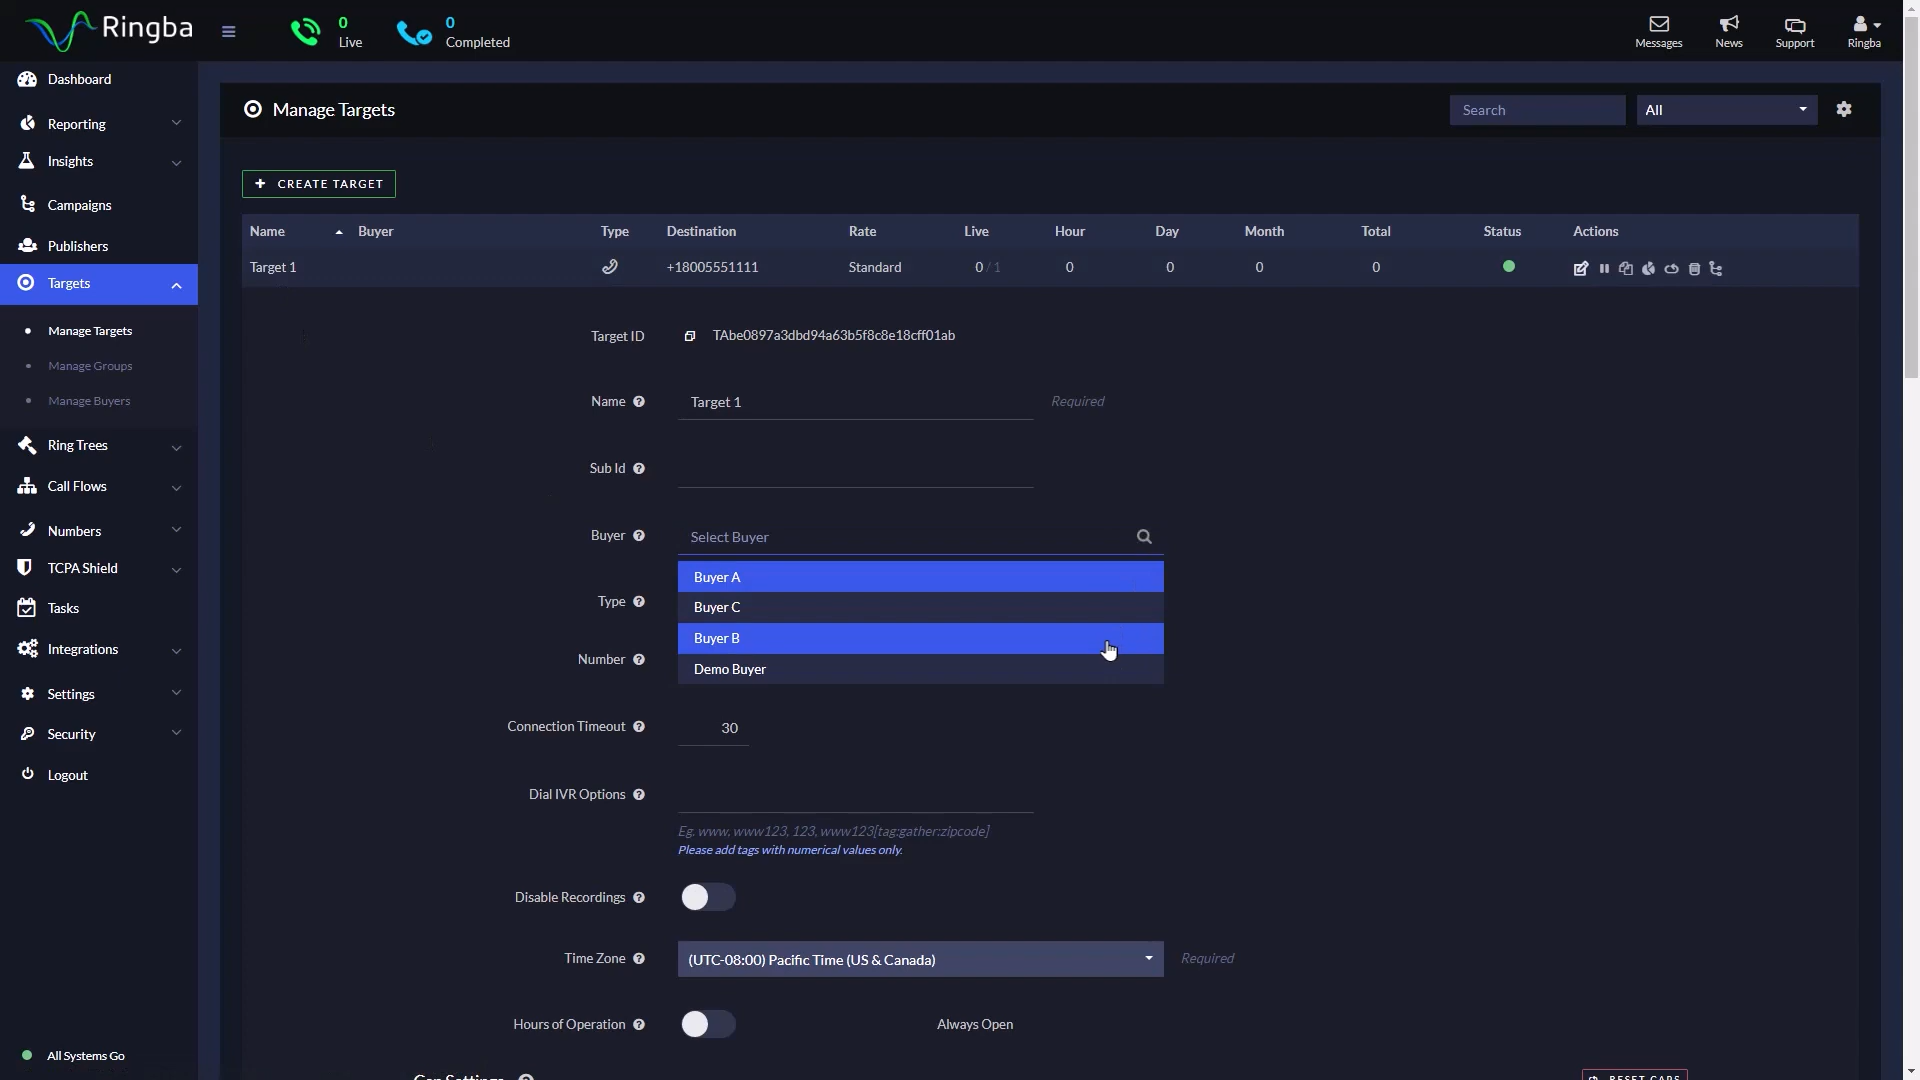 Ringba
0
Live
0
Completed
Messages
News
Support
Ringba
Dashboard
Reporting
Insights
Campaigns
Publishers
Targets
Manage Targets
Manage Groups
Manage Buyers
Ring Trees
Call Flows
Numbers
TCPA Shield
Tasks
Integrations
Settings
Security
Logout
All Systems Go
Manage Targets
Search
All
+ CREATE TARGET
Name Buyer Type Destination Rate Live Hour Day Month Total Status Actions
Target 1 +18005551111 Standard 0 / 1 0 0 0 0
Target ID TAbe0897a3dbd94a63b5f8c8e18cff01ab
Name Target 1 Required
Sub Id
Buyer Select Buyer
Buyer A
Type
Buyer C
Buyer B
Number
Demo Buyer
Connection Timeout 30
Dial IVR Options
Eg. www, www123, 123, www123[tag:gather:zipcode]
Please add tags with numerical values only.
Disable Recordings
Time Zone (UTC-08:00) Pacific Time (US & Canada) Required
Hours of Operation Always Open
Cap Settings RESET CAPS